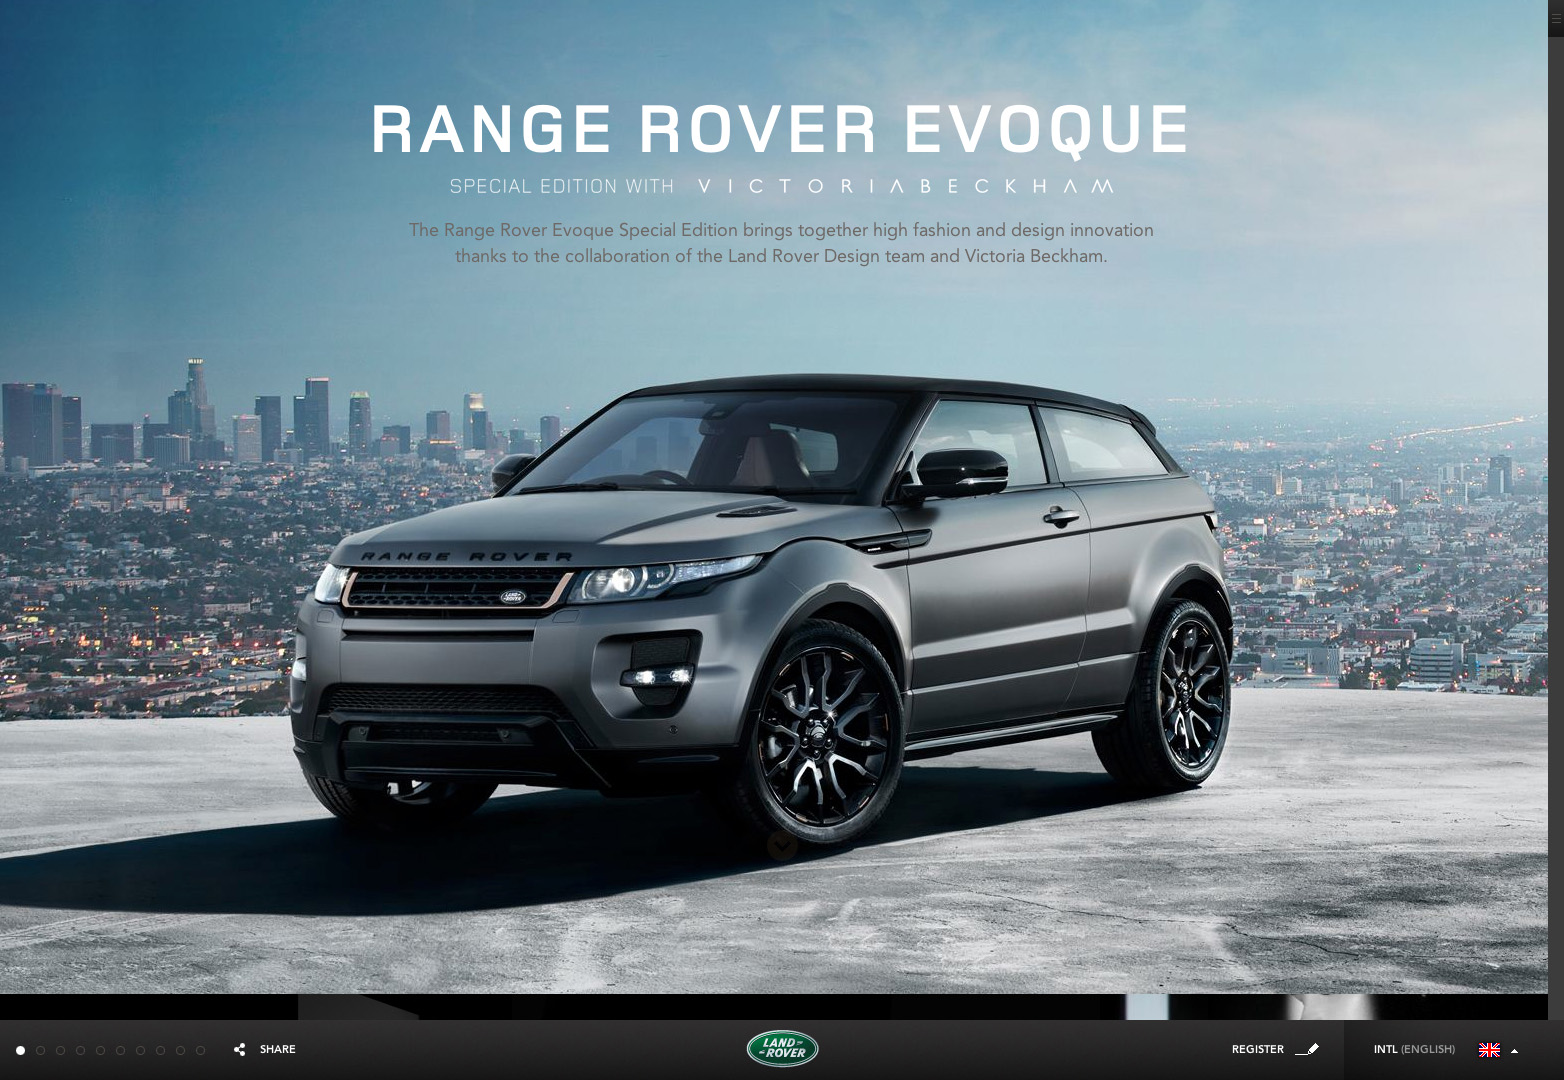 RANGE ROVER EVOQUE
SPECIAL EDITION WITH VICTORIABECKHAM
The Range Rover Evoque Special Edition brings together high fashion and design innovation
thanks to the collaboration of the Land Rover Design team and Victoria Beckham.
RANGE ROVER
LAND ROVER
SHARE
LAND ROVER
REGISTER
INTL (ENGLISH)